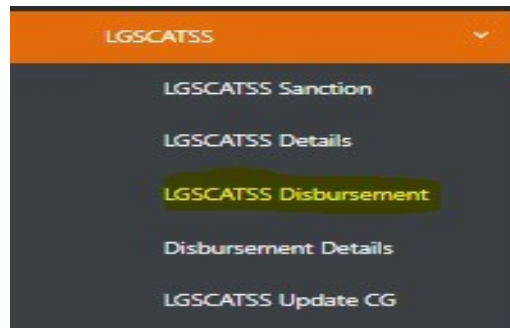 LGSCATSS
LGSCATSS Sanction
LGSCATSS Details
LGSCATSS Disbursement
Disbursement Details
LGSCATSS Update CG